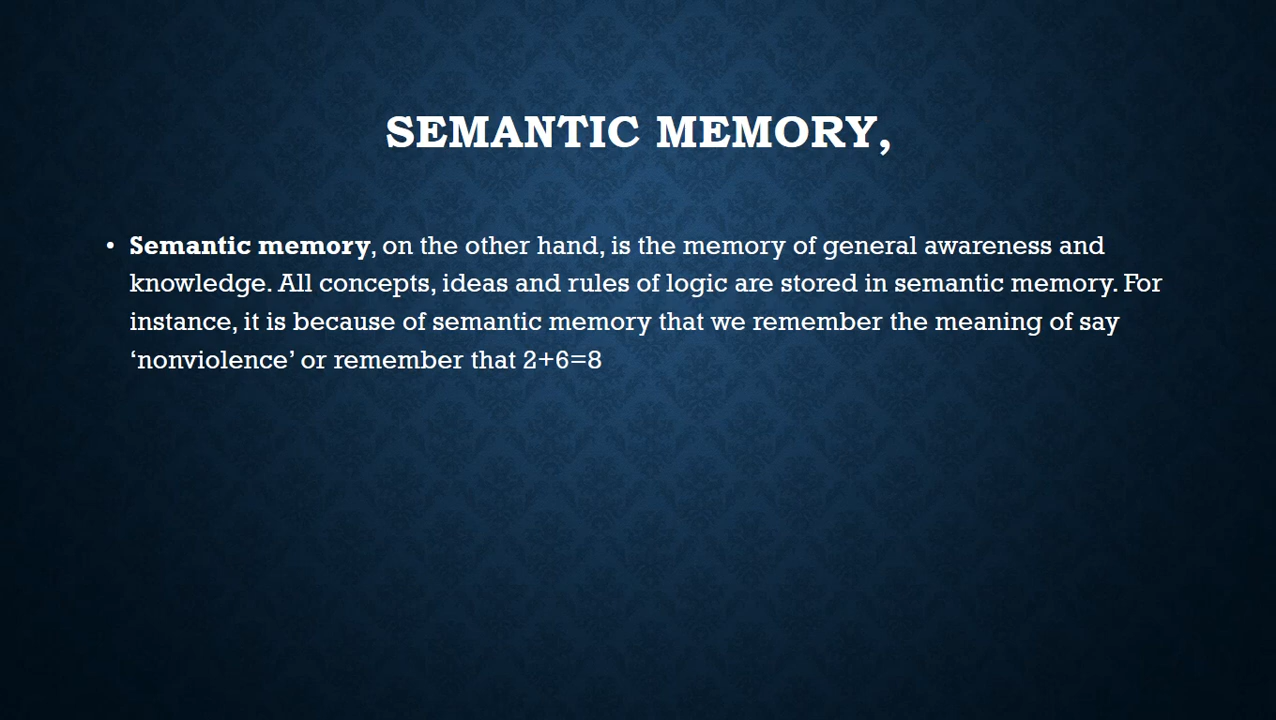 SEMANTIC MEMORY,
• Semantic memory, on the other hand, is the memory of general awareness and
knowledge. All concepts, ideas and rules of logic are stored in semantic memory. For
instance, it is because of semantic memory that we remember the meaning of say
‘nonviolence’ or remember that 2+6=8